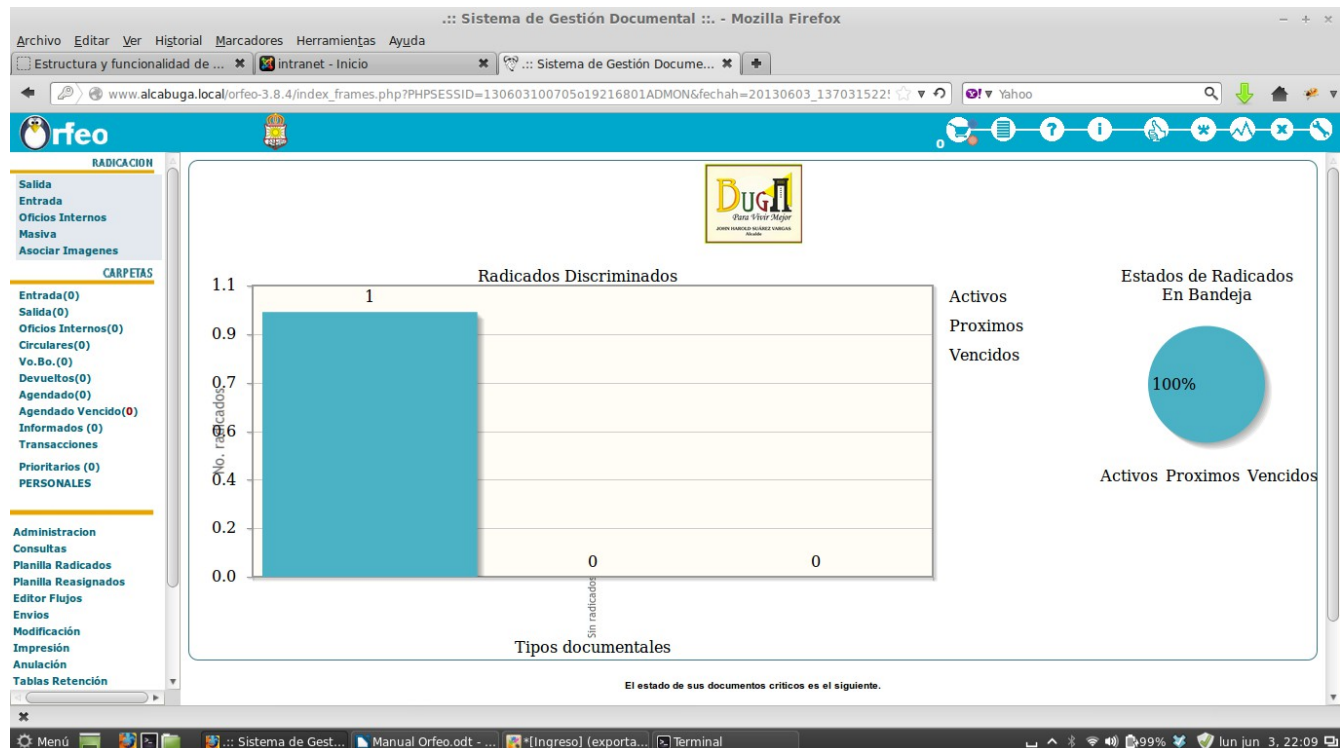 .:: Sistema de Gestión Documental ::. - Mozilla Firefox
Archivo Editar Ver Historial Marcadores Herramientas Ayuda
Estructura y funcionalidad de ...
intranet - Inicio
.:: Sistema de Gestión Docume...
www.alcabuga.local/orfeo-3.8.4/index_frames.php?PHPSESSID=130603100705o19216801ADMON&fechah=20130603_137031522
Yahoo
Orfeo
0
RADICACION
Salida
Entrada
Oficios Internos
Masiva
Asociar Imagenes
CARPETAS
Entrada(0)
Salida(0)
Oficios Internos(0)
Circulares(0)
Vo.Bo.(0)
Devueltos(0)
Agendado(0)
Agendado Vencido(0)
Informados (0)
Transacciones
Prioritarios (0)
PERSONALES
Administracion
Consultas
Planilla Radicados
Planilla Reasignados
Editor Flujos
Envios
Modificación
Impresión
Anulación
Tablas Retención
BUGA
Para Vivir Mejor
JOHN HAROLD SUÁREZ VARGAS
Alcalde
Radicados Discriminados
1.1
0.9
0.7
0.6
0.4
0.2
0.0
No. radicados
1
0
0
Sin radicados
Tipos documentales
Activos
Proximos
Vencidos
Estados de Radicados
En Bandeja
100%
Activos Proximos Vencidos
El estado de sus documentos criticos es el siguiente.
Menú
.:: Sistema de Gest...
Manual Orfeo.odt - ...
*[Ingreso] (exporta...
Terminal
99%
lun jun 3, 22:09